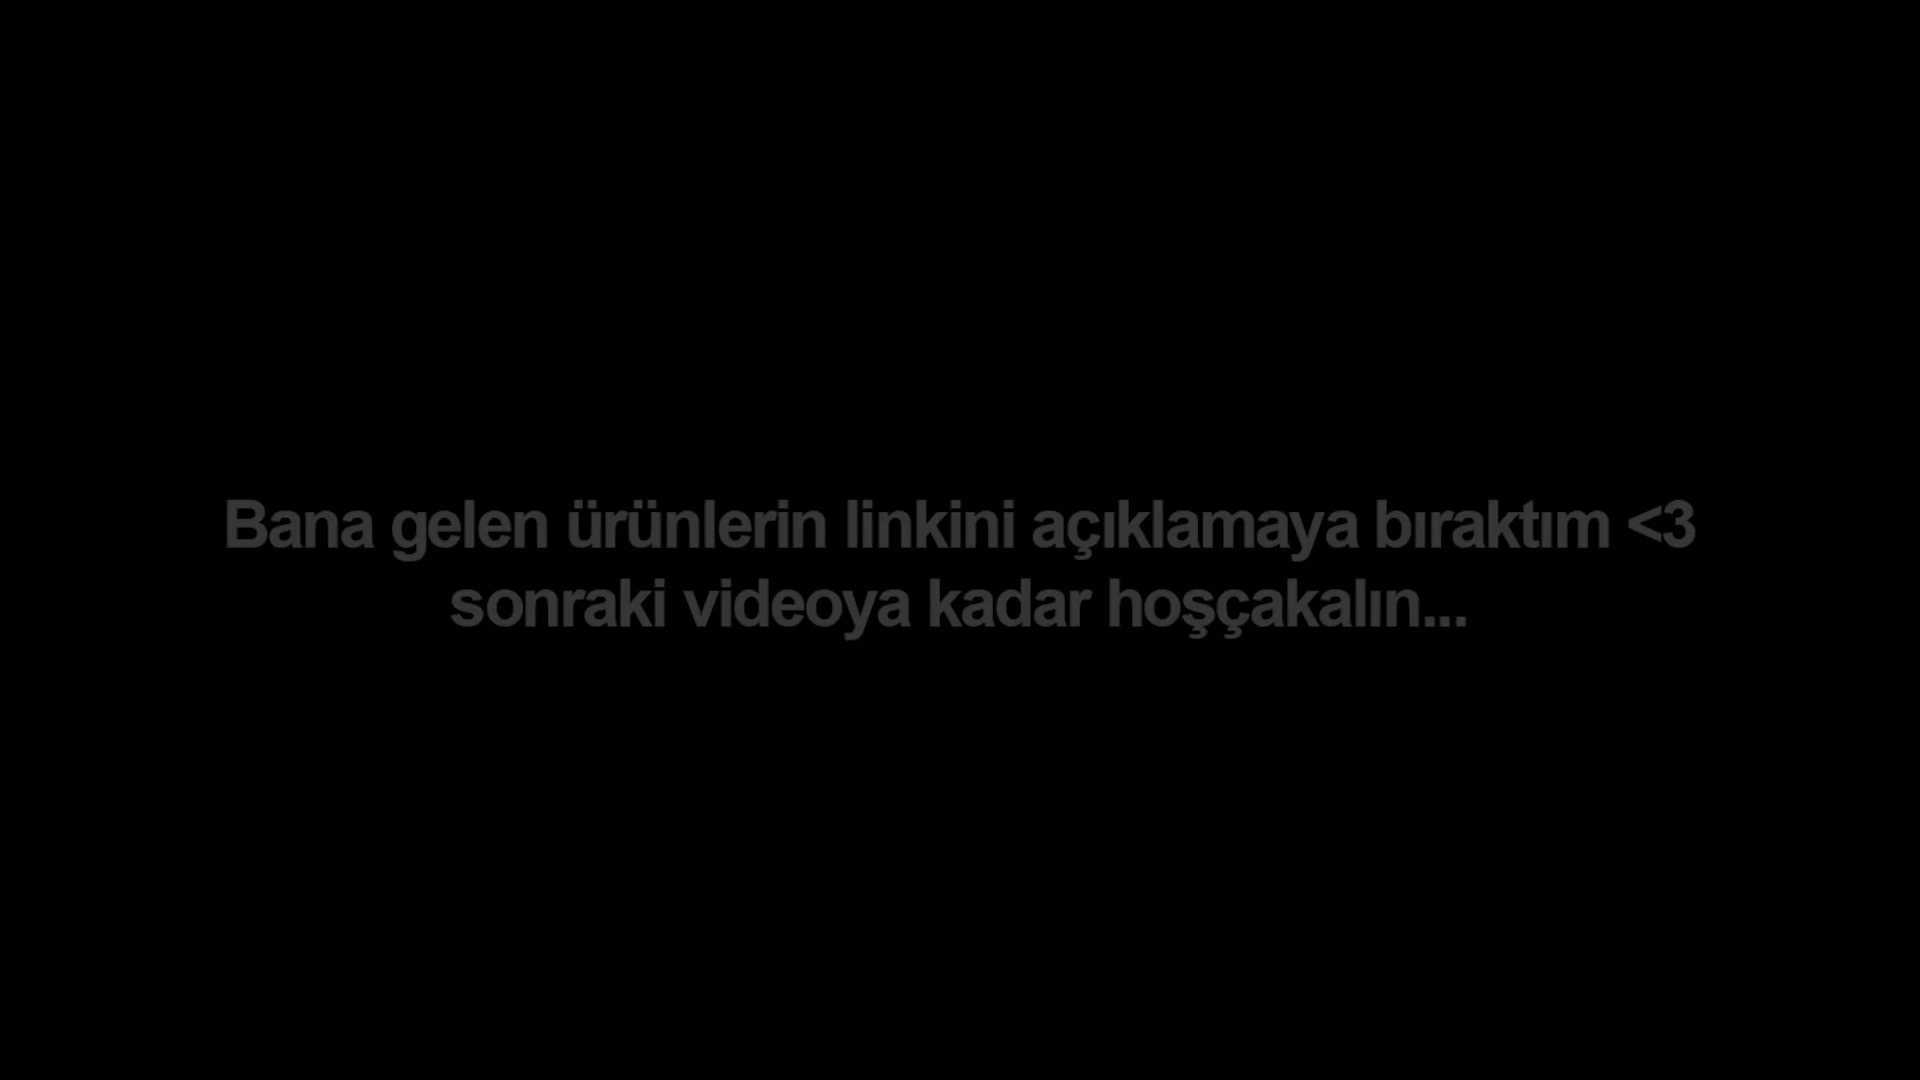 Bana gelen ürünlerin linkini açıklamaya bıraktım <3
sonraki videoya kadar hoşçakalın...